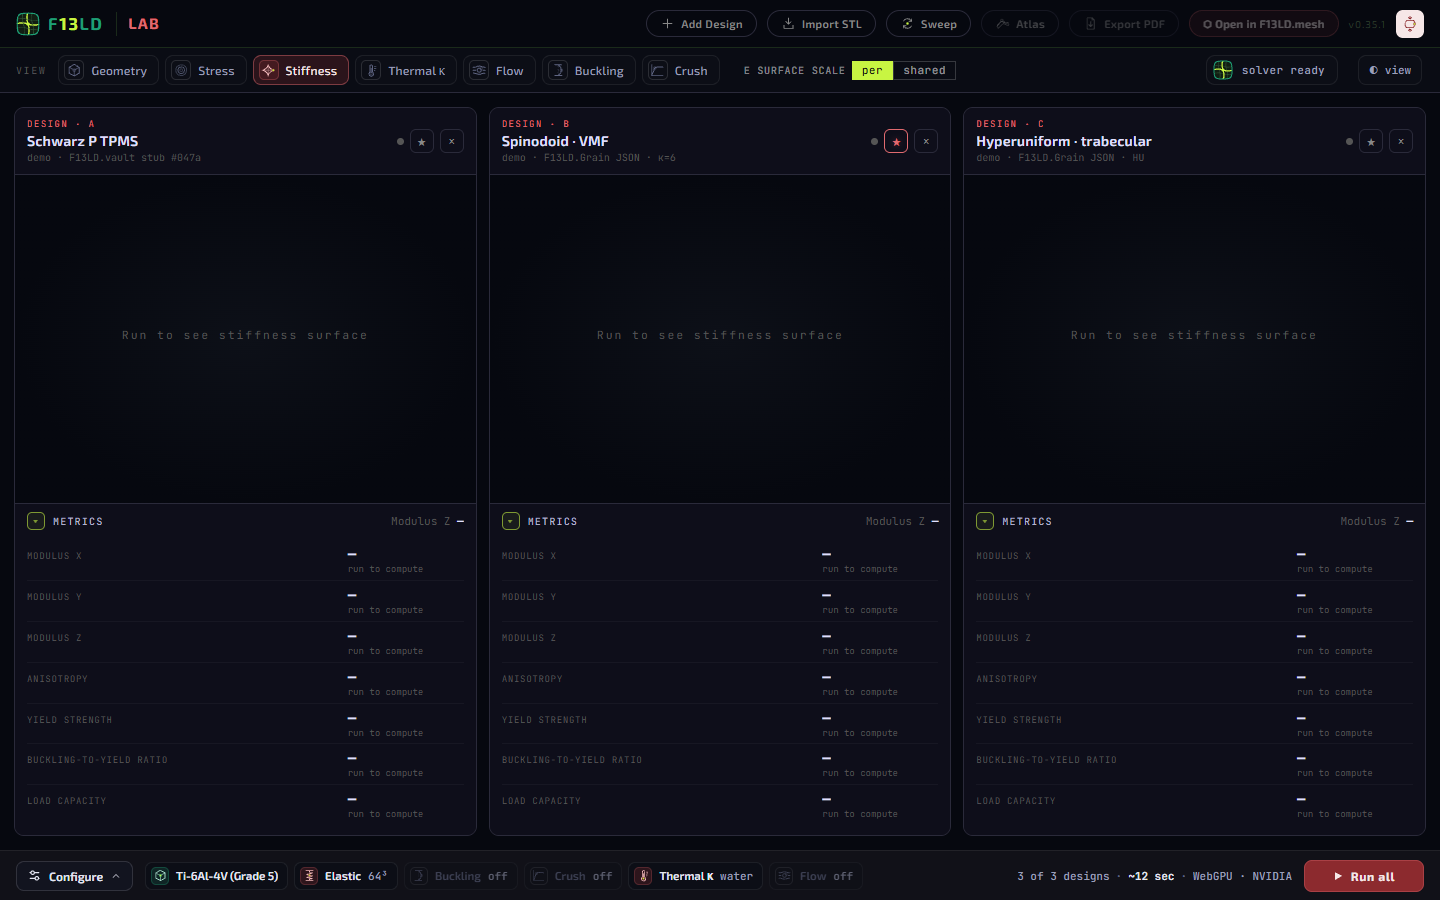 F13LD LAB
Add Design
Import STL
Sweep
Atlas
Export PDF
Open in F13LD.mesh
v0.35.1
VIEW
Geometry
Stress
Stiffness
Thermal κ
Flow
Buckling
Crush
E SURFACE SCALE
per
shared
solver ready
view
DESIGN · A
Schwarz P TPMS
demo · F13LD.vault stub #047a
Run to see stiffness surface
METRICS
Modulus Z —
MODULUS X
—
run to compute
MODULUS Y
—
run to compute
MODULUS Z
—
run to compute
ANISOTROPY
—
run to compute
YIELD STRENGTH
—
run to compute
BUCKLING-TO-YIELD RATIO
—
run to compute
LOAD CAPACITY
—
run to compute
DESIGN · B
Spinodoid · VMF
demo · F13LD.Grain JSON · κ=6
Run to see stiffness surface
METRICS
Modulus Z —
MODULUS X
—
run to compute
MODULUS Y
—
run to compute
MODULUS Z
—
run to compute
ANISOTROPY
—
run to compute
YIELD STRENGTH
—
run to compute
BUCKLING-TO-YIELD RATIO
—
run to compute
LOAD CAPACITY
—
run to compute
DESIGN · C
Hyperuniform · trabecular
demo · F13LD.Grain JSON · HU
Run to see stiffness surface
METRICS
Modulus Z —
MODULUS X
—
run to compute
MODULUS Y
—
run to compute
MODULUS Z
—
run to compute
ANISOTROPY
—
run to compute
YIELD STRENGTH
—
run to compute
BUCKLING-TO-YIELD RATIO
—
run to compute
LOAD CAPACITY
—
run to compute
Configure
Ti-6Al-4V (Grade 5)
Elastic 64³
Buckling off
Crush off
Thermal κ water
Flow off
3 of 3 designs · ~12 sec · WebGPU · NVIDIA
Run all